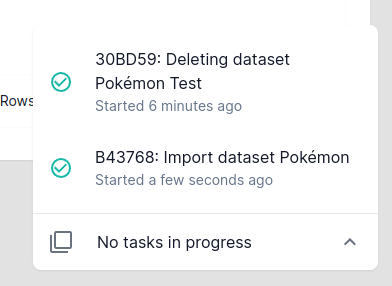 30BD59: Deleting dataset
Pokémon Test
Started 6 minutes ago
Rows
B43768: Import dataset Pokémon
Started a few seconds ago
No tasks in progress